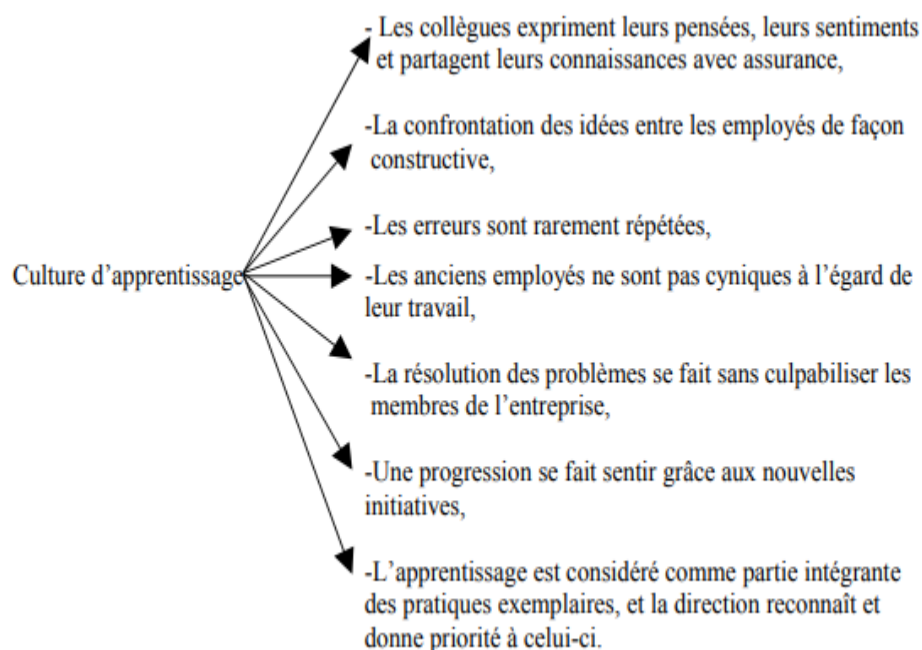 - Les collègues expriment leurs pensées, leurs sentiments
et partagent leurs connaissances avec assurance,
-La confrontation des idées entre les employés de façon
constructive,
-Les erreurs sont rarement répétées,
Culture d’apprentissage
-Les anciens employés ne sont pas cyniques à l’égard de
leur travail,
-La résolution des problèmes se fait sans culpabiliser les
membres de l’entreprise,
-Une progression se fait sentir grâce aux nouvelles
initiatives,
-L’apprentissage est considéré comme partie intégrante
des pratiques exemplaires, et la direction reconnaît et
donne priorité à celui-ci.